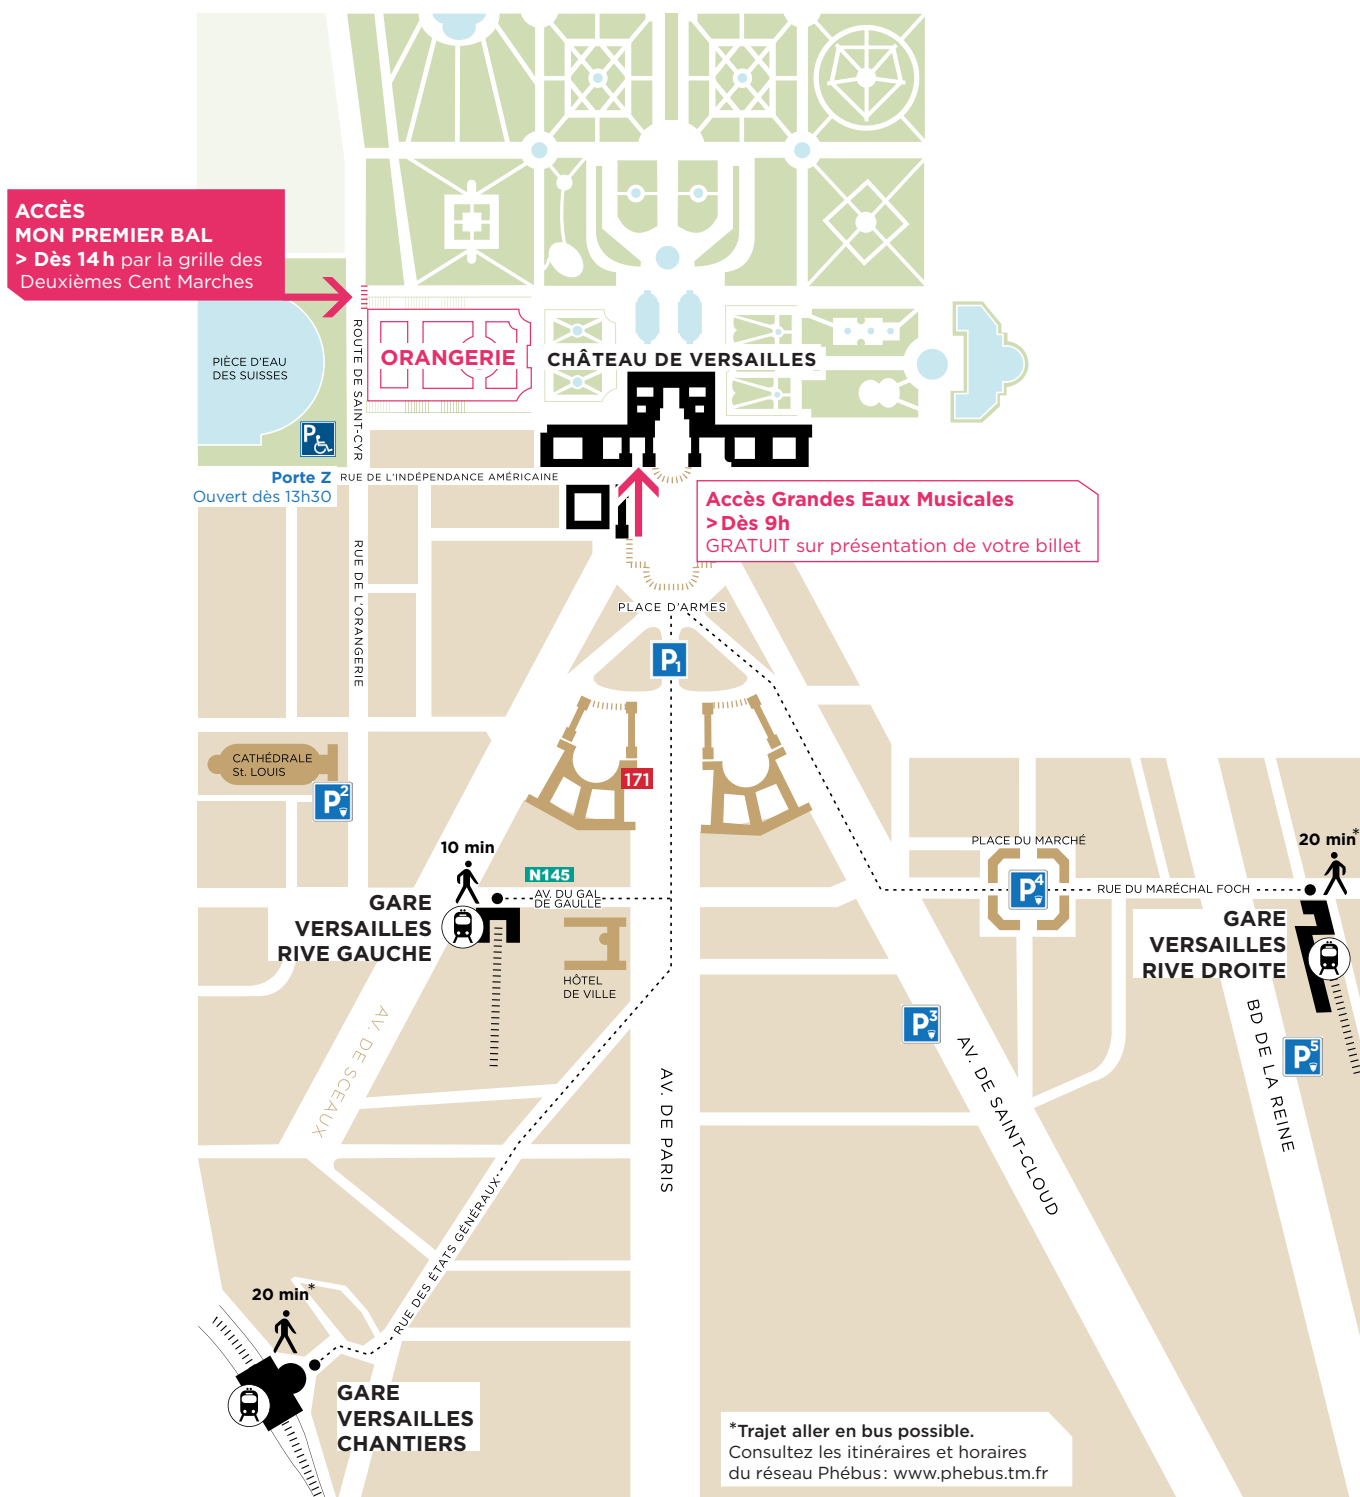 ACCÈS
MON PREMIER BAL
> Dès 14h par la grille des
Deuxièmes Cent Marches
PIÈCE D'EAU
DES SUISSES
ROUTE DE SAINT-CYR
ORANGERIE
CHÂTEAU DE VERSAILLES
P
Porte Z
Ouvert dès 13h30
RUE DE L'INDÉPENDANCE AMÉRICAINE
Accès Grandes Eaux Musicales
>Dès 9h
GRATUIT sur présentation de votre billet
RUE DE L'ORANGERIE
PLACE D'ARMES
P1
CATHÉDRALE
St. LOUIS
P2
171
10 min
N145
AV. DU GAL
DE GAULLE
GARE
VERSAILLES
RIVE GAUCHE
HÔTEL
DE VILLE
PLACE DU MARCHÉ
P4
RUE DU MARÉCHAL FOCH
20 min*
GARE
VERSAILLES
RIVE DROITE
P3
P5
AV. DE SCEAUX
AV. DE PARIS
AV. DE SAINT-CLOUD
BD DE LA REINE
RUE DES ÉTATS GÉNÉRAUX
20 min*
GARE
VERSAILLES
CHANTIERS
*Trajet aller en bus possible.
Consultez les itinéraires et horaires
du réseau Phébus: www.phebus.tm.fr